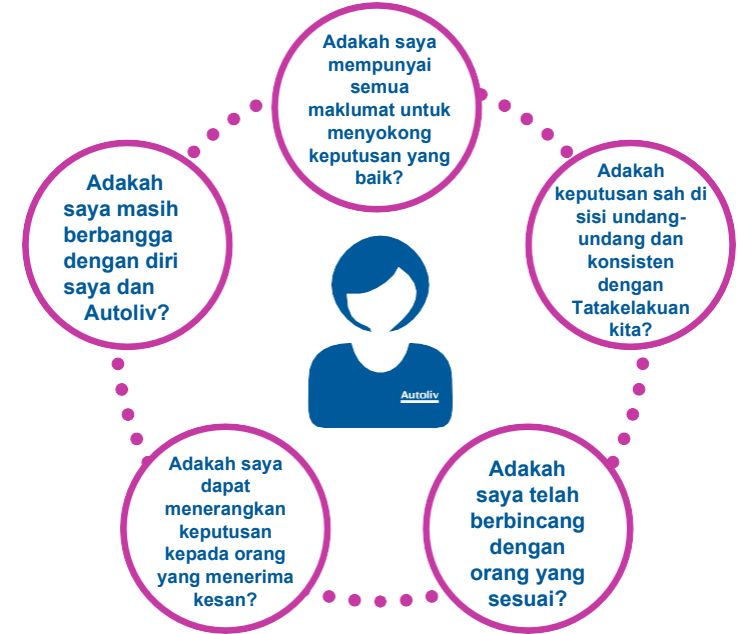 Adakah saya
mempunyai
semua
maklumat untuk
menyokong
keputusan yang
baik?
Adakah
keputusan sah di
sisi undang-
undang dan
konsisten
dengan
Tatakelakuan
kita?
Adakah
saya telah
berbincang
dengan
orang yang
sesuai?
Adakah saya
dapat
menerangkan
keputusan
kepada orang
yang menerima
kesan?
Adakah
saya masih
berbangga
dengan diri
saya dan
Autoliv?
Autoliv